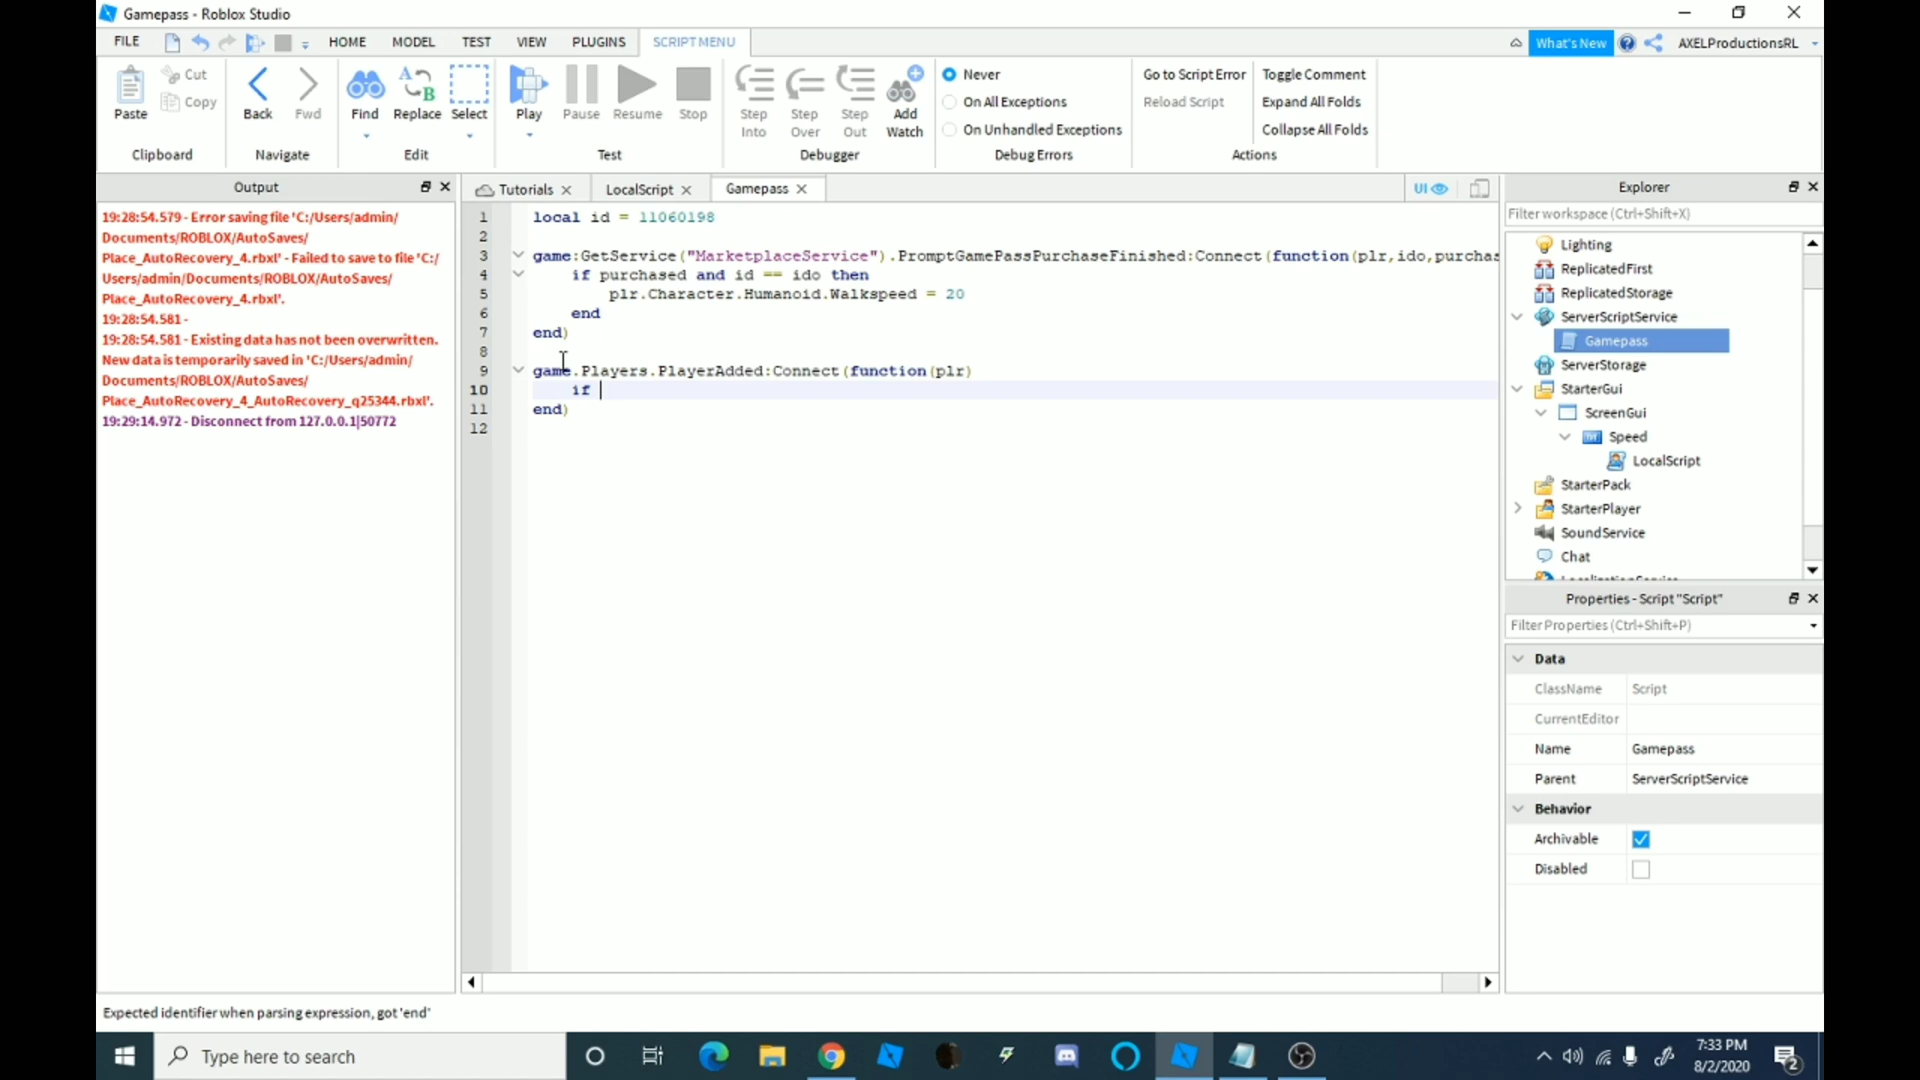 Gamepass - Roblox Studio
FILE HOME MODEL TEST VIEW PLUGINS SCRIPT MENU What's New AXELProductionsRL
Paste Cut Copy
Clipboard
Back Fwd
Navigate
Find Replace Select
Edit
Play Pause Resume Stop
Test
Step Into Step Over Step Out Add Watch
Debugger
Never
On All Exceptions
On Unhandled Exceptions
Debug Errors
Go to Script Error
Reload Script
Toggle Comment
Expand All Folds
Collapse All Folds
Actions
Output
19:28:54.579 - Error saving file 'C:/Users/admin/
Documents/ROBLOX/AutoSaves/
Place_AutoRecovery_4.rbxl' - Failed to save to file 'C:/
Users/admin/Documents/ROBLOX/AutoSaves/
Place_AutoRecovery_4.rbxl'.
19:28:54.581 -
19:28:54.581 - Existing data has not been overwritten.
New data is temporarily saved in 'C:/Users/admin/
Documents/ROBLOX/AutoSaves/
Place_AutoRecovery_4_AutoRecovery_q25344.rbxl'.
19:29:14.972 - Disconnect from 127.0.0.1|50772
Tutorials LocalScript Gamepass UI
1 local id = 11060198
2
3 game:GetService("MarketplaceService").PromptGamePassPurchaseFinished:Connect(function(plr,ido,purchas
4 if purchased and id == ido then
5 plr.Character.Humanoid.Walkspeed = 20
6 end
7 end)
8
9 game.Players.PlayerAdded:Connect(function(plr)
10 if
11 end)
12
Explorer
Filter workspace (Ctrl+Shift+X)
Lighting
ReplicatedFirst
ReplicatedStorage
ServerScriptService
Gamepass
ServerStorage
StarterGui
ScreenGui
Speed
LocalScript
StarterPack
StarterPlayer
SoundService
Chat
LocalizationService
Properties - Script "Script"
Filter Properties (Ctrl+Shift+P)
Data
ClassName Script
CurrentEditor
Name Gamepass
Parent ServerScriptService
Behavior
Archivable
Disabled
Expected identifier when parsing expression, got 'end'
Type here to search
7:33 PM
8/2/2020
2